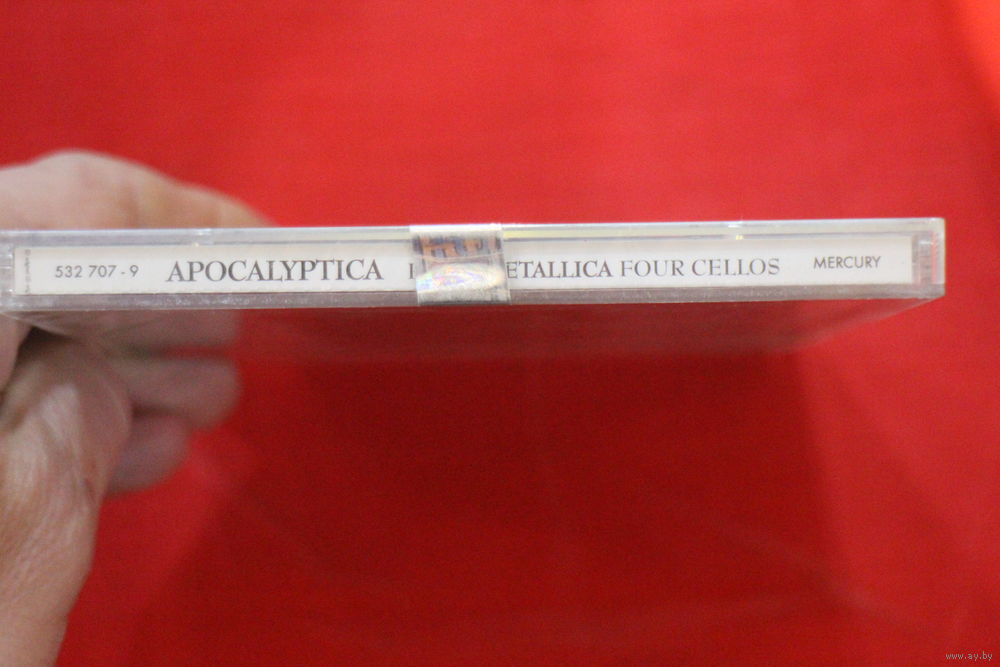 532 707 - 9 APOCALYPTICA ETALLICA FOUR CELLOS MERCURY
www.ay.by